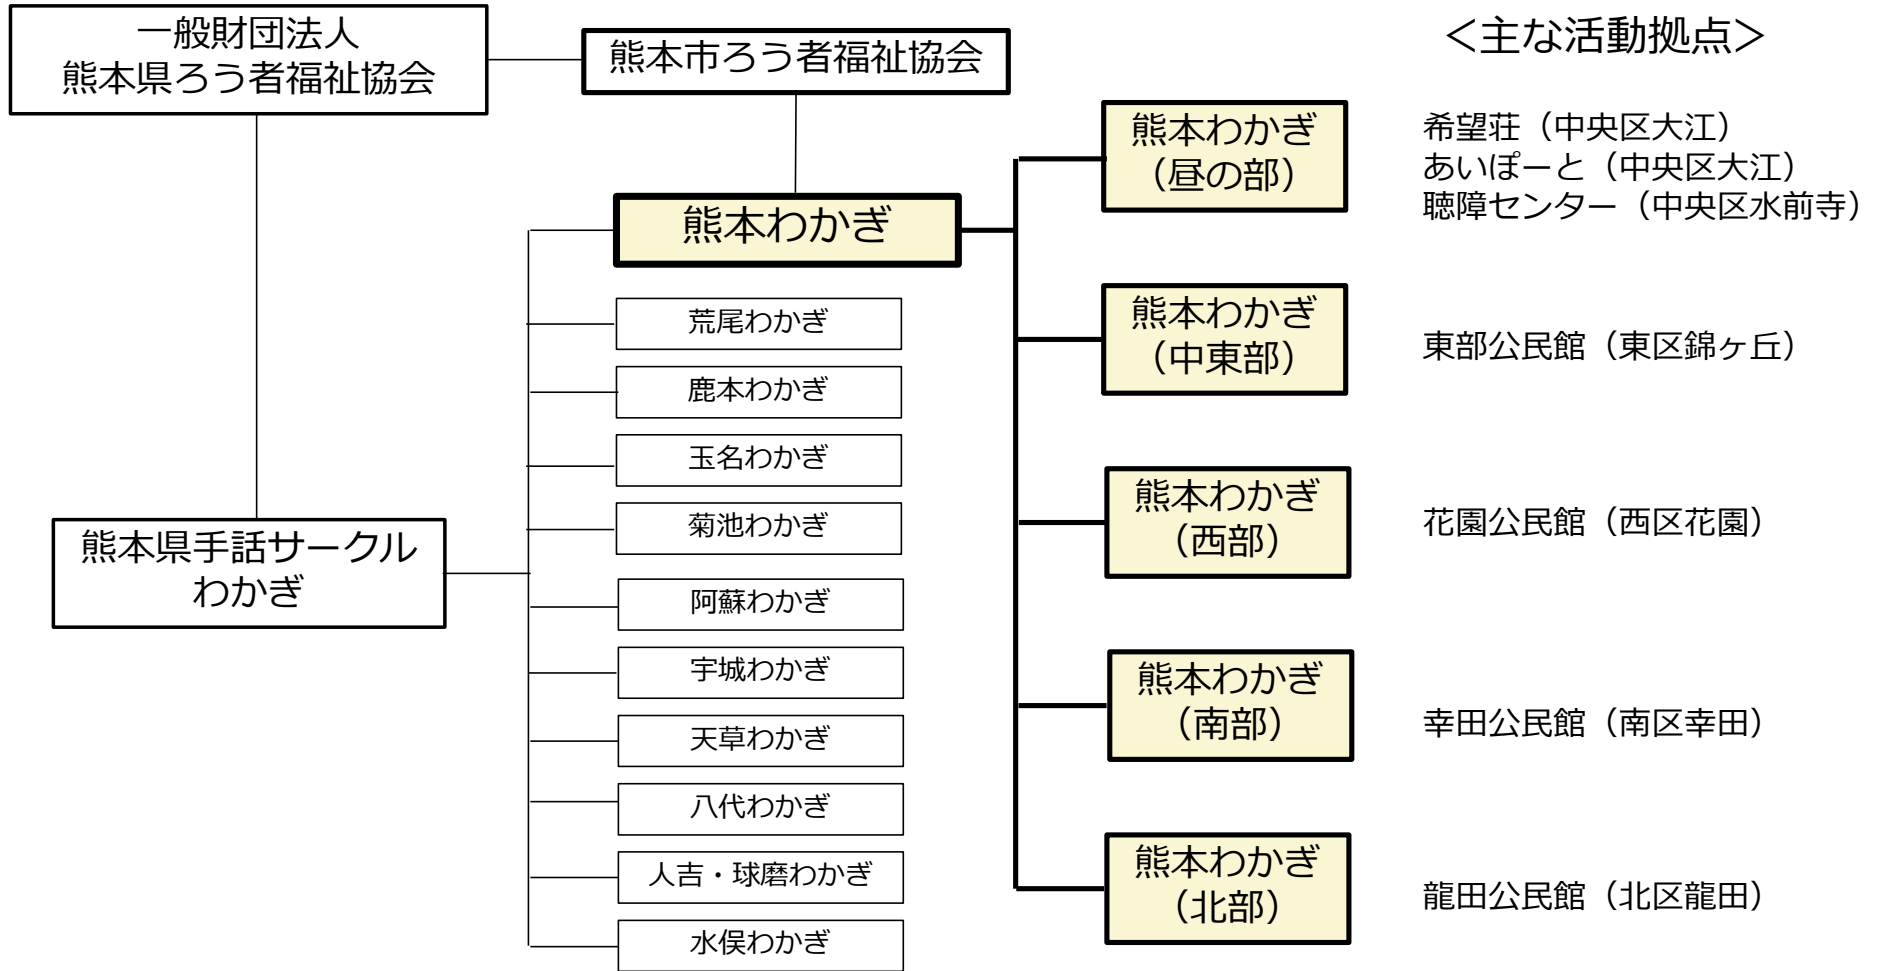 一般財団法人
熊本県ろう者福祉協会
熊本市ろう者福祉協会
熊本県手話サークル
わかぎ
熊本わかぎ
荒尾わかぎ
鹿本わかぎ
玉名わかぎ
菊池わかぎ
阿蘇わかぎ
宇城わかぎ
天草わかぎ
八代わかぎ
人吉・球磨わかぎ
水俣わかぎ
＜主な活動拠点＞
熊本わかぎ
（昼の部）
希望荘（中央区大江）
あいぽーと（中央区大江）
聴障センター（中央区水前寺）
熊本わかぎ
（中東部）
東部公民館（東区錦ヶ丘）
熊本わかぎ
（西部）
花園公民館（西区花園）
熊本わかぎ
（南部）
幸田公民館（南区幸田）
熊本わかぎ
（北部）
龍田公民館（北区龍田）